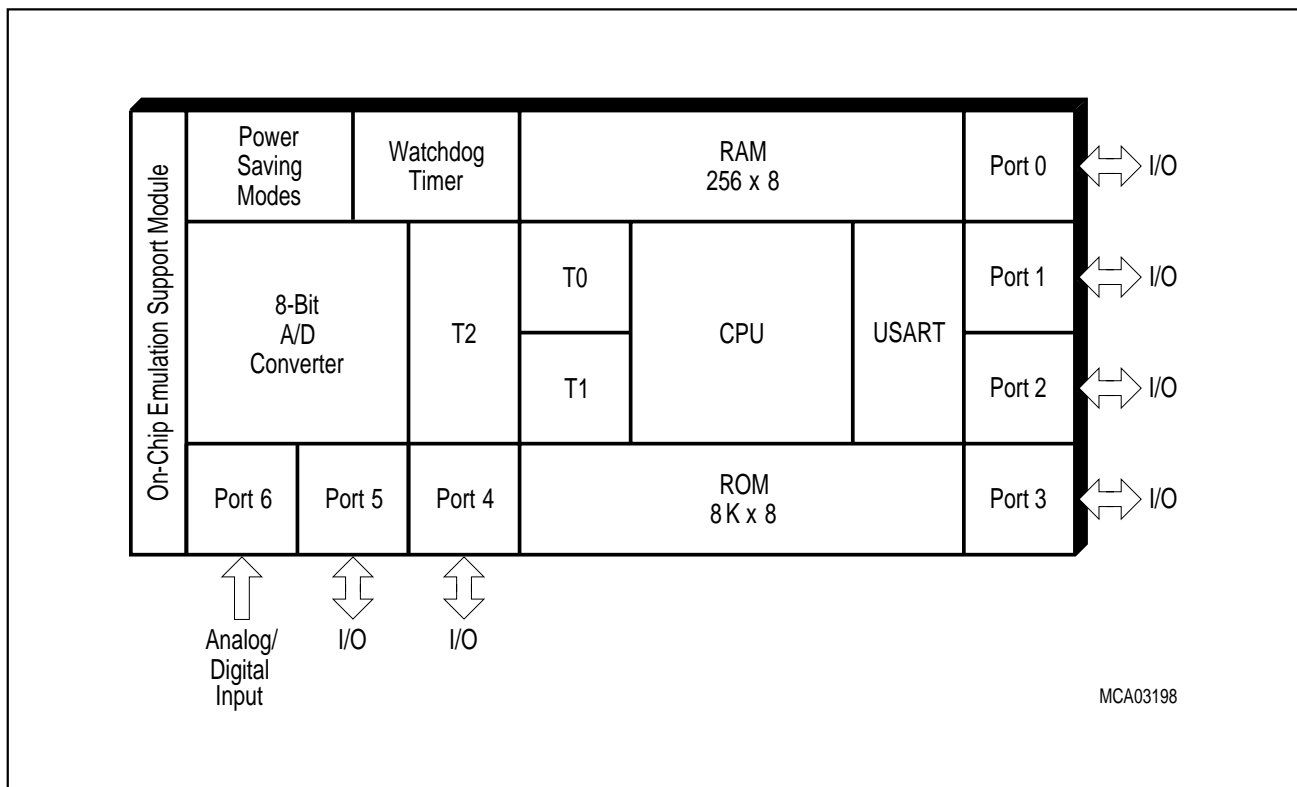 On-Chip Emulation Support Module
Power
Saving
Modes
Watchdog
Timer
RAM
256 x 8
Port 0
I/O
8-Bit
A/D
Converter
T2
T0
T1
CPU
USART
Port 1
I/O
Port 2
I/O
Port 6
Port 5
Port 4
ROM
8K x 8
Port 3
I/O
Analog/
Digital
Input
I/O
I/O
MCA03198